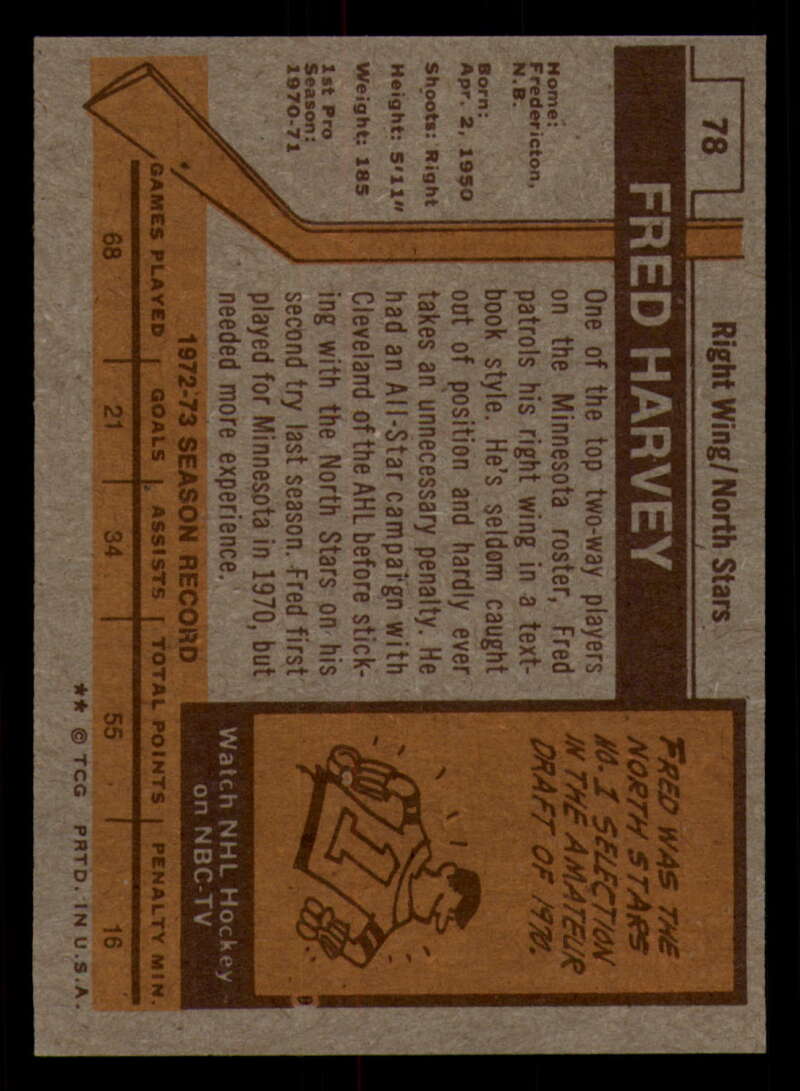 78
Right Wing/North Stars
FRED HARVEY
Home:
Fredericton,
N.B.
Born:
Apr. 2, 1950
Shoots: Right
Height: 5'11"
Weight: 185
1st Pro
Season:
1970-71
One of the top two-way players
on the Minnesota roster, Fred
patrols his right wing in a text-
book style. He's seldom caught
out of position and hardly ever
takes an unnecessary penalty. He
had an All-Star campaign with
Cleveland of the AHL before stick-
ing with the North Stars on his
second try last season. Fred first
played for Minnesota in 1970, but
needed more experience.
FRED WAS THE
NORTH STARS
NO. 1 SELECTION
IN THE AMATEUR
DRAFT OF 1970.
1
Watch NHL Hockey
on NBC-TV
1972-73 SEASON RECORD
GAMES PLAYED GOALS ASSISTS TOTAL POINTS PENALTY MIN.
68 21 34 55 16
** © TCG PRTD. IN U.S.A.